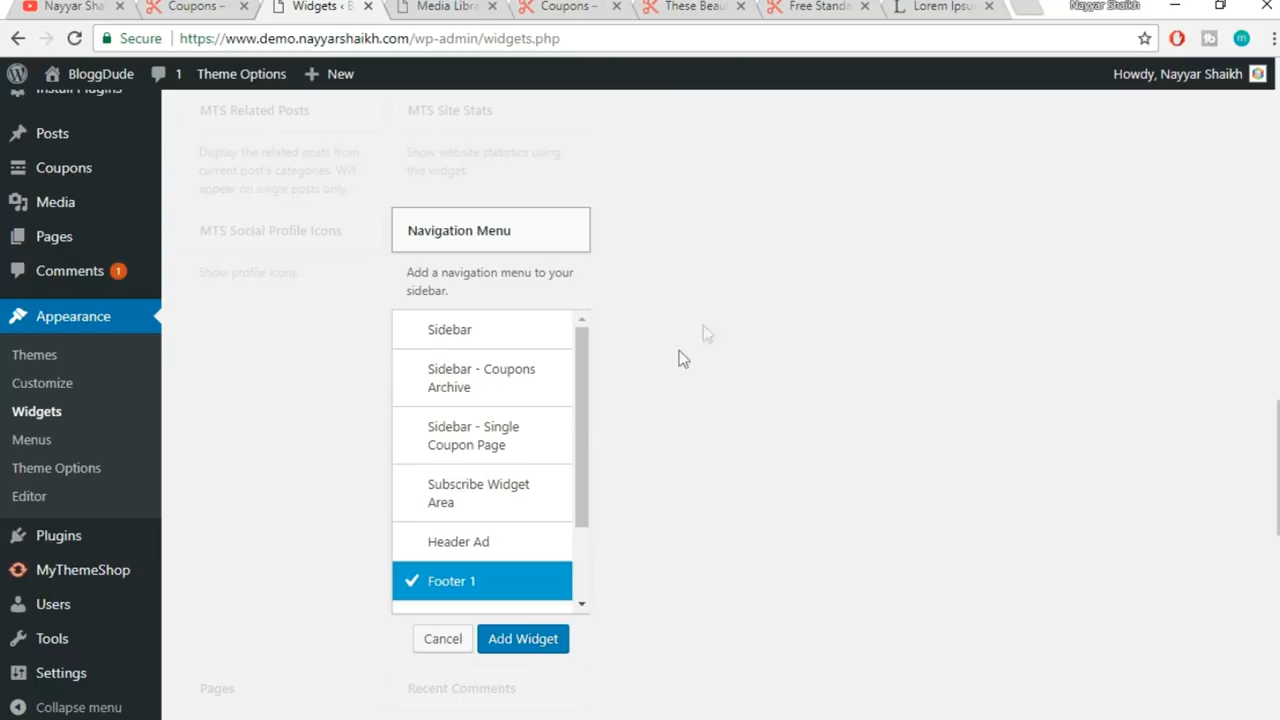 Nayyar Sha
Coupons –
Widgets ‹ B
Media Libra
Coupons –
These Beau
Free Standa
Lorem Ipsu
Nayyar Shaikh
Secure
https://www.demo.nayyarshaikh.com/wp-admin/widgets.php
BloggDude
1
Theme Options
New
Howdy, Nayyar Shaikh
Install Plugins
Posts
Coupons
Media
Pages
Comments 1
Appearance
Themes
Customize
Widgets
Menus
Theme Options
Editor
Plugins
MyThemeShop
Users
Tools
Settings
Collapse menu
MTS Related Posts
Display the related posts from
current post's categories. Will
appear on single posts only.
MTS Site Stats
Show website statistics using
this widget.
MTS Social Profile Icons
Show profile icons.
Navigation Menu
Add a navigation menu to your
sidebar.
Sidebar
Sidebar - Coupons
Archive
Sidebar - Single
Coupon Page
Subscribe Widget
Area
Header Ad
Footer 1
Cancel
Add Widget
Pages
Recent Comments